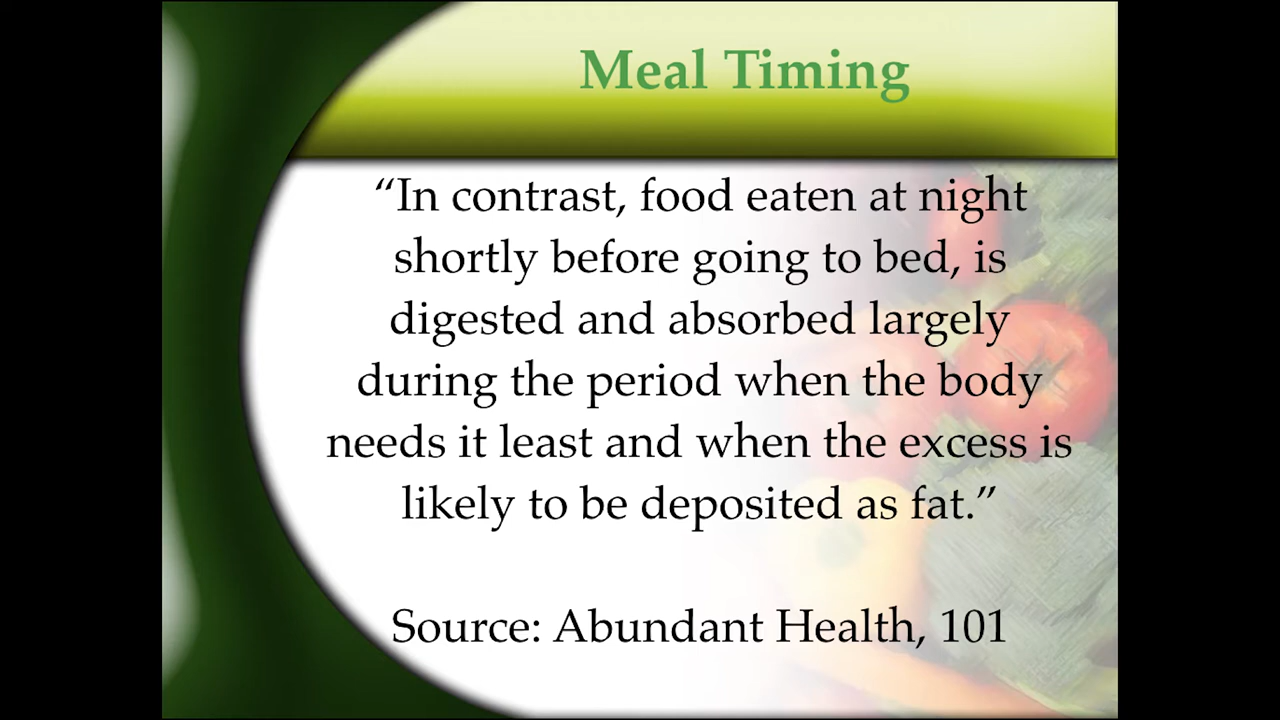 Meal Timing
“In contrast, food eaten at night
shortly before going to bed, is
digested and absorbed largely
during the period when the body
needs it least and when the excess is
likely to be deposited as fat.”
Source: Abundant Health, 101